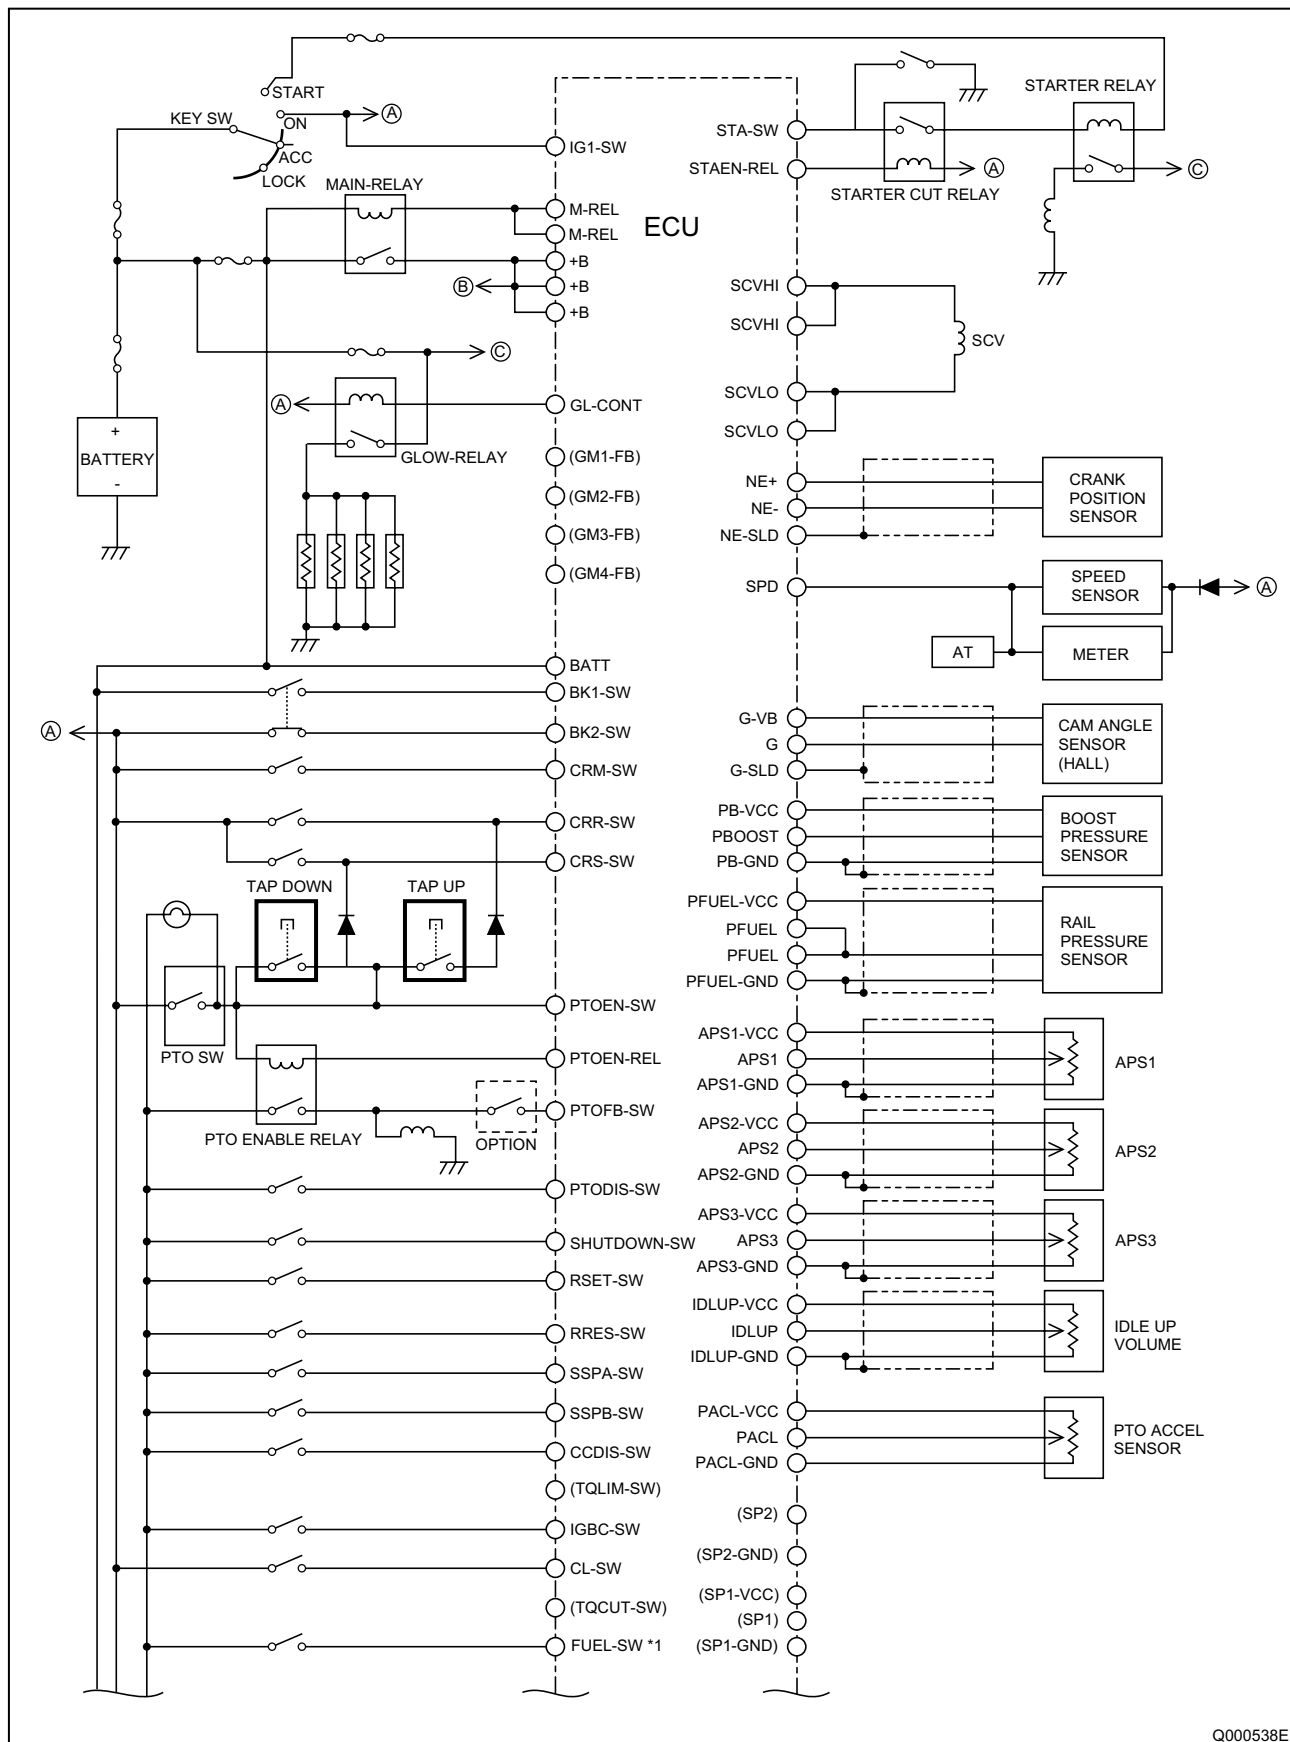 START
KEY SW
ON
ACC
LOCK
A
IG1-SW
MAIN-RELAY
M-REL
M-REL
ECU
+B
B
+B
+B
C
A
GL-CONT
GLOW-RELAY
+
BATTERY
-
(GM1-FB)
(GM2-FB)
(GM3-FB)
(GM4-FB)
BATT
BK1-SW
A
BK2-SW
CRM-SW
CRR-SW
CRS-SW
TAP DOWN
TAP UP
PTOEN-SW
PTO SW
PTOEN-REL
PTOFB-SW
PTO ENABLE RELAY
OPTION
PTODIS-SW
SHUTDOWN-SW
RSET-SW
RRES-SW
SSPA-SW
SSPB-SW
CCDIS-SW
(TQLIM-SW)
IGBC-SW
CL-SW
(TQCUT-SW)
FUEL-SW *1
STARTER RELAY
STA-SW
STAEN-REL
A
C
STARTER CUT RELAY
SCVHI
SCVHI
SCV
SCVLO
SCVLO
NE+
NE-
NE-SLD
CRANK
POSITION
SENSOR
SPD
SPEED
SENSOR
A
AT
METER
G-VB
G
G-SLD
CAM ANGLE
SENSOR
(HALL)
PB-VCC
PBOOST
PB-GND
BOOST
PRESSURE
SENSOR
PFUEL-VCC
PFUEL
PFUEL
PFUEL-GND
RAIL
PRESSURE
SENSOR
APS1-VCC
APS1
APS1-GND
APS1
APS2-VCC
APS2
APS2-GND
APS2
APS3-VCC
APS3
APS3-GND
APS3
IDLUP-VCC
IDLUP
IDLUP-GND
IDLE UP
VOLUME
PACL-VCC
PACL
PACL-GND
PTO ACCEL
SENSOR
(SP2)
(SP2-GND)
(SP1-VCC)
(SP1)
(SP1-GND)
Q000538E